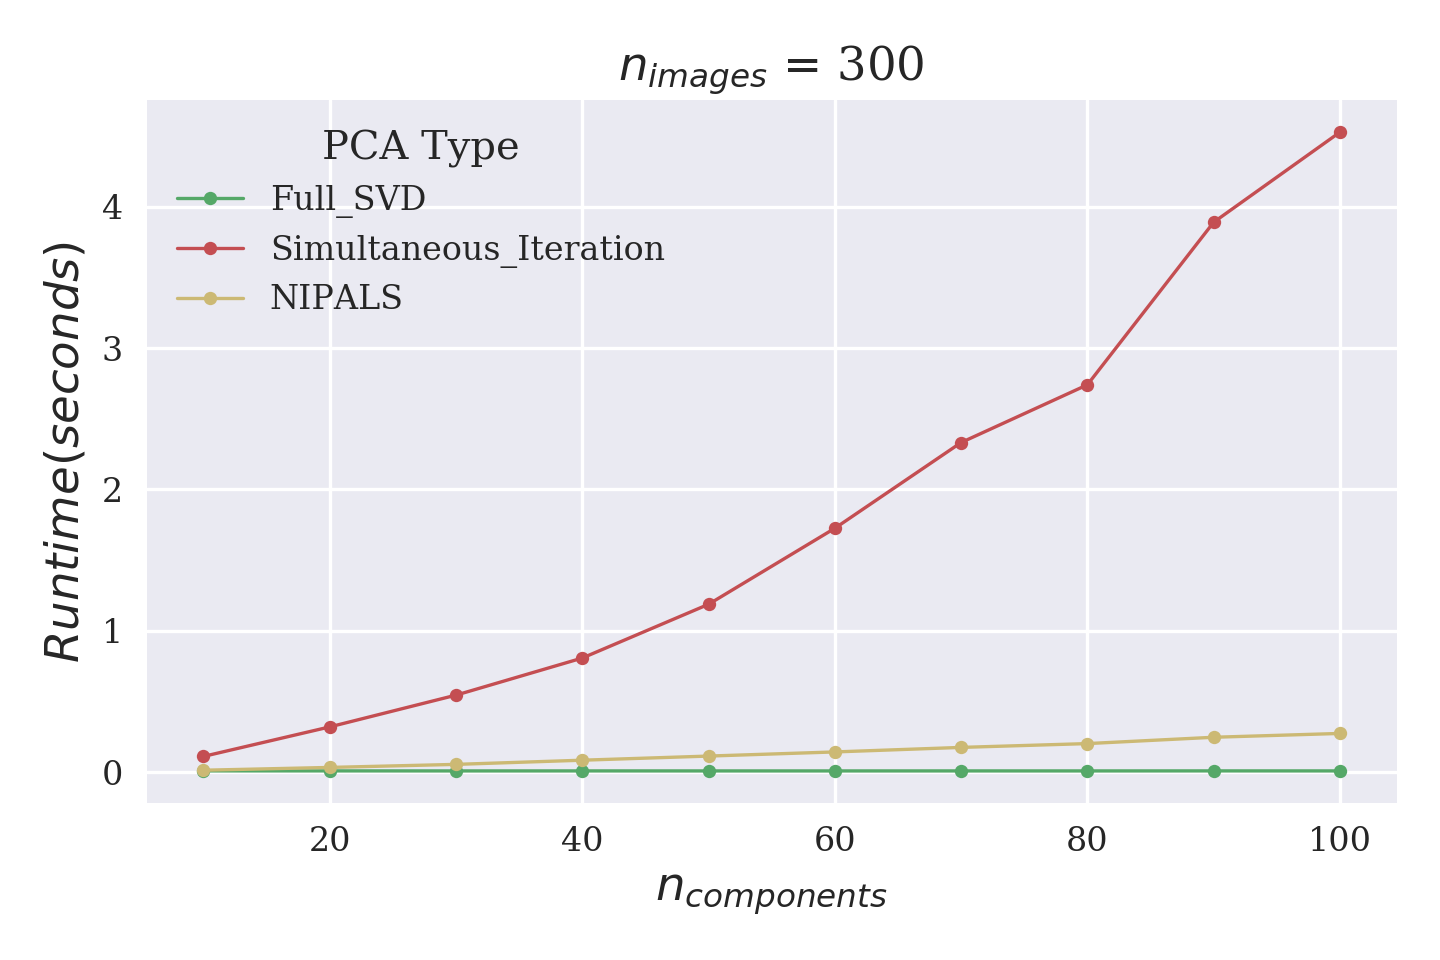 n_images = 300
PCA Type
Full_SVD
Simultaneous_Iteration
NIPALS
Runtime(seconds)
4
3
2
1
0
20 40 60 80 100
n_components